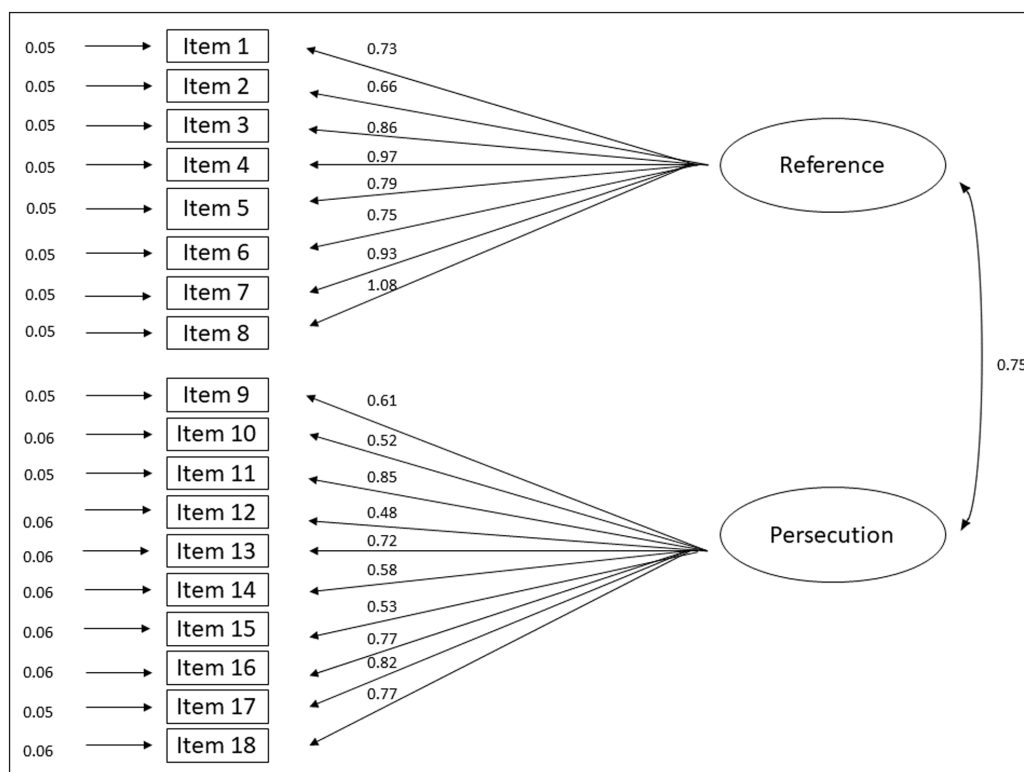 0.05 Item 1 0.73
0.05 Item 2 0.66
0.05 Item 3 0.86
0.05 Item 4 0.97
Reference
0.05 Item 5 0.79
0.05 Item 6 0.75
0.05 Item 7 0.93
0.05 Item 8 1.08
0.75
0.05 Item 9 0.61
0.06 Item 10 0.52
0.05 Item 11 0.85
0.06 Item 12 0.48
Persecution
0.06 Item 13 0.72
0.06 Item 14 0.58
0.06 Item 15 0.53
0.06 Item 16 0.77
0.05 Item 17 0.82
0.06 Item 18 0.77